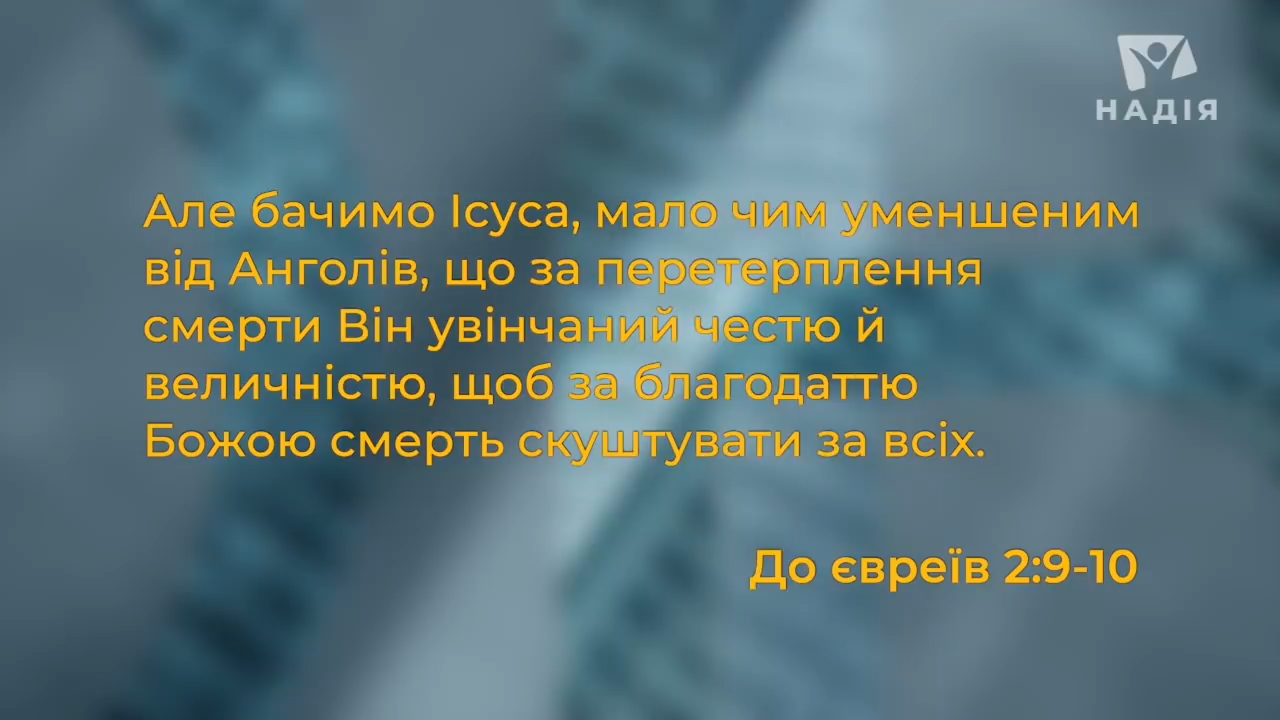 НАДІЯ
Але бачимо Ісуса, мало чим уменшеним
від Анголів, що за перетерплення
смерти Він увінчаний честю й
величністю, щоб за благодаттю
Божою смерть скуштувати за всіх.
До євреїв 2:9-10